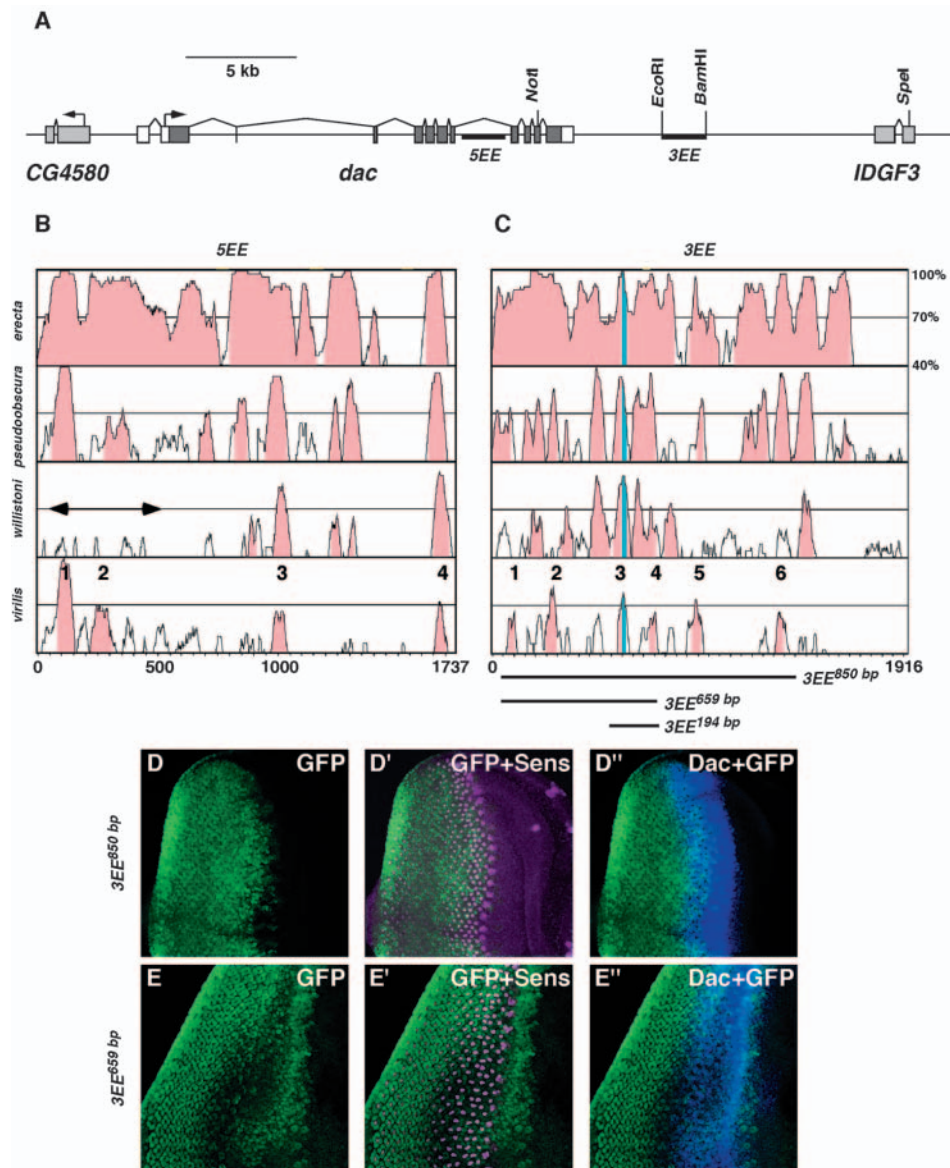 A
5 kb
NotI
EcoRI
BamHI
SpeI
5EE
3EE
CG4580
dac
IDGF3
B
5EE
C
3EE
erecta
100%
70%
40%
pseudoobscura
willistoni
1 2 3 4
1 2 3 4 5 6
virilis
0 500 1000 1737
0 1916
3EE850 bp
3EE659 bp
3EE194 bp
3EE850 bp
D GFP
D' GFP+Sens
D" Dac+GFP
3EE659 bp
E GFP
E' GFP+Sens
E" Dac+GFP